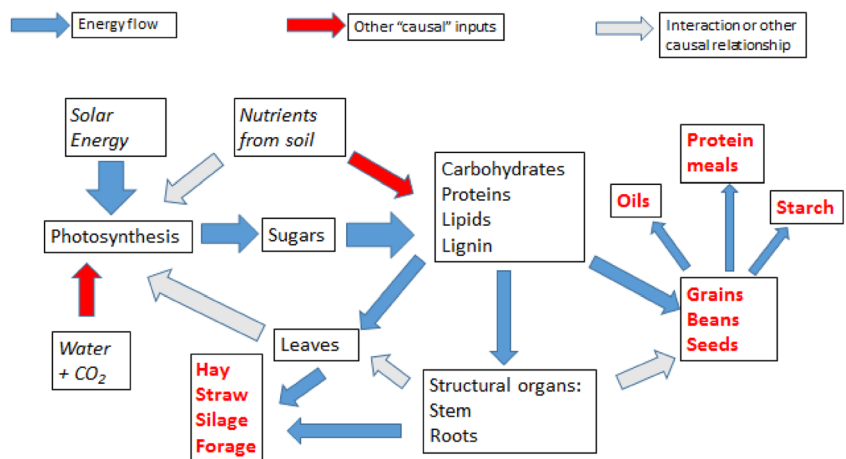 Energy flow
Other “causal” inputs
Interaction or other
causal relationship
Solar
Energy
Nutrients
from soil
Carbohydrates
Proteins
Lipids
Lignin
Protein
meals
Oils
Starch
Photosynthesis
Sugars
Grains
Beans
Seeds
Water
+ CO₂
Leaves
Hay
Straw
Silage
Forage
Structural organs:
Stem
Roots